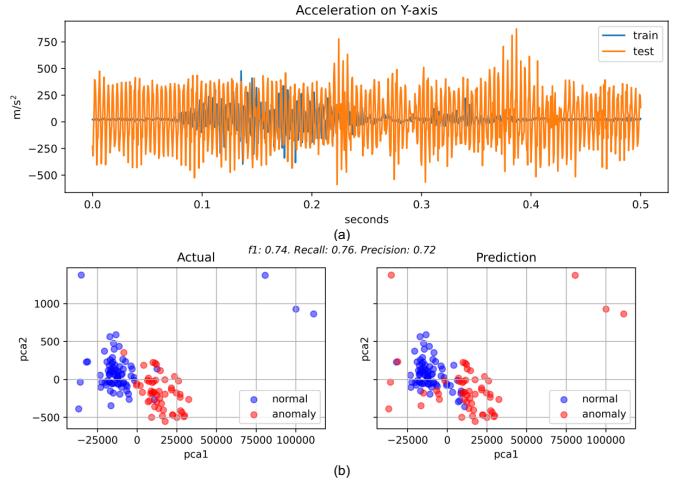 Acceleration on Y-axis
train
test
m/s²
750
500
250
0
−250
−500
0.0 0.1 0.2 0.3 0.4 0.5
seconds
(a)
f1: 0.74. Recall: 0.76. Precision: 0.72
Actual
pca2
1000
500
0
−500
normal
anomaly
−25000 0 25000 50000 75000 100000
pca1
Prediction
pca2
normal
anomaly
−25000 0 25000 50000 75000 100000
pca1
(b)